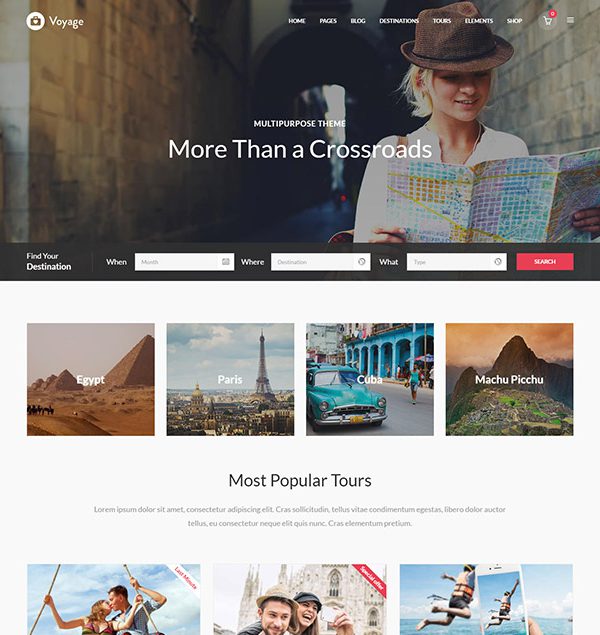 Voyage
HOME PAGES BLOG DESTINATIONS TOURS ELEMENTS SHOP
0
MULTIPURPOSE THEME
More Than a Crossroads
Find Your
Destination
When
Month
Where
Destination
What
Type
SEARCH
Egypt
Paris
Cuba
Machu Picchu
Most Popular Tours
Lorem ipsum dolor sit amet, consectetur adipiscing elit. Cras sollicitudin, tellus vitae condimentum egestas, libero dolor auctor
tellus, eu consectetur neque elit quis nunc. Cras elementum pretium.
Last Minute
Special offer